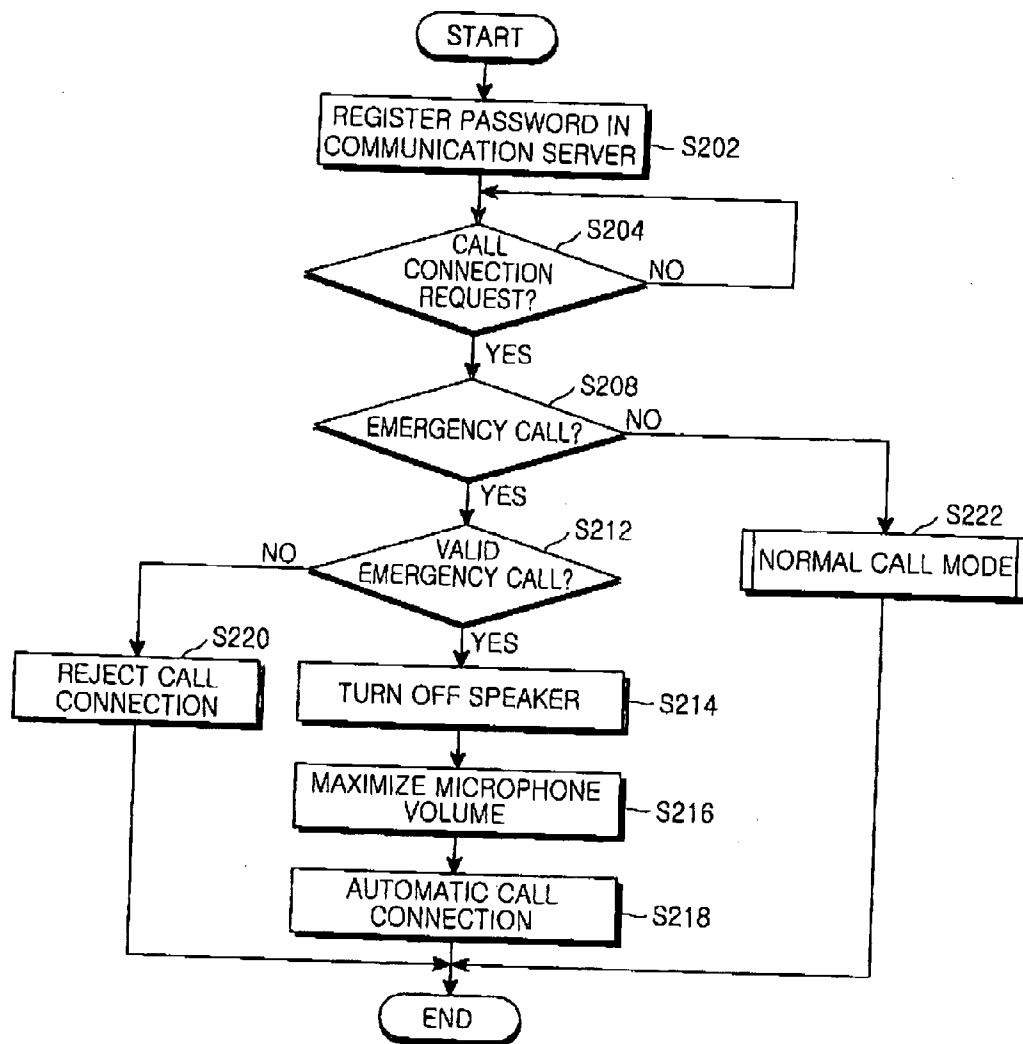 START
REGISTER PASSWORD IN
COMMUNICATION SERVER
S202
S204
CALL
CONNECTION
REQUEST?
NO
YES
S208
EMERGENCY CALL?
NO
YES
S212
VALID
EMERGENCY CALL?
NO
S222
NORMAL CALL MODE
YES
S220
REJECT CALL
CONNECTION
TURN OFF SPEAKER
S214
MAXIMIZE MICROPHONE
VOLUME
S216
AUTOMATIC CALL
CONNECTION
S218
END